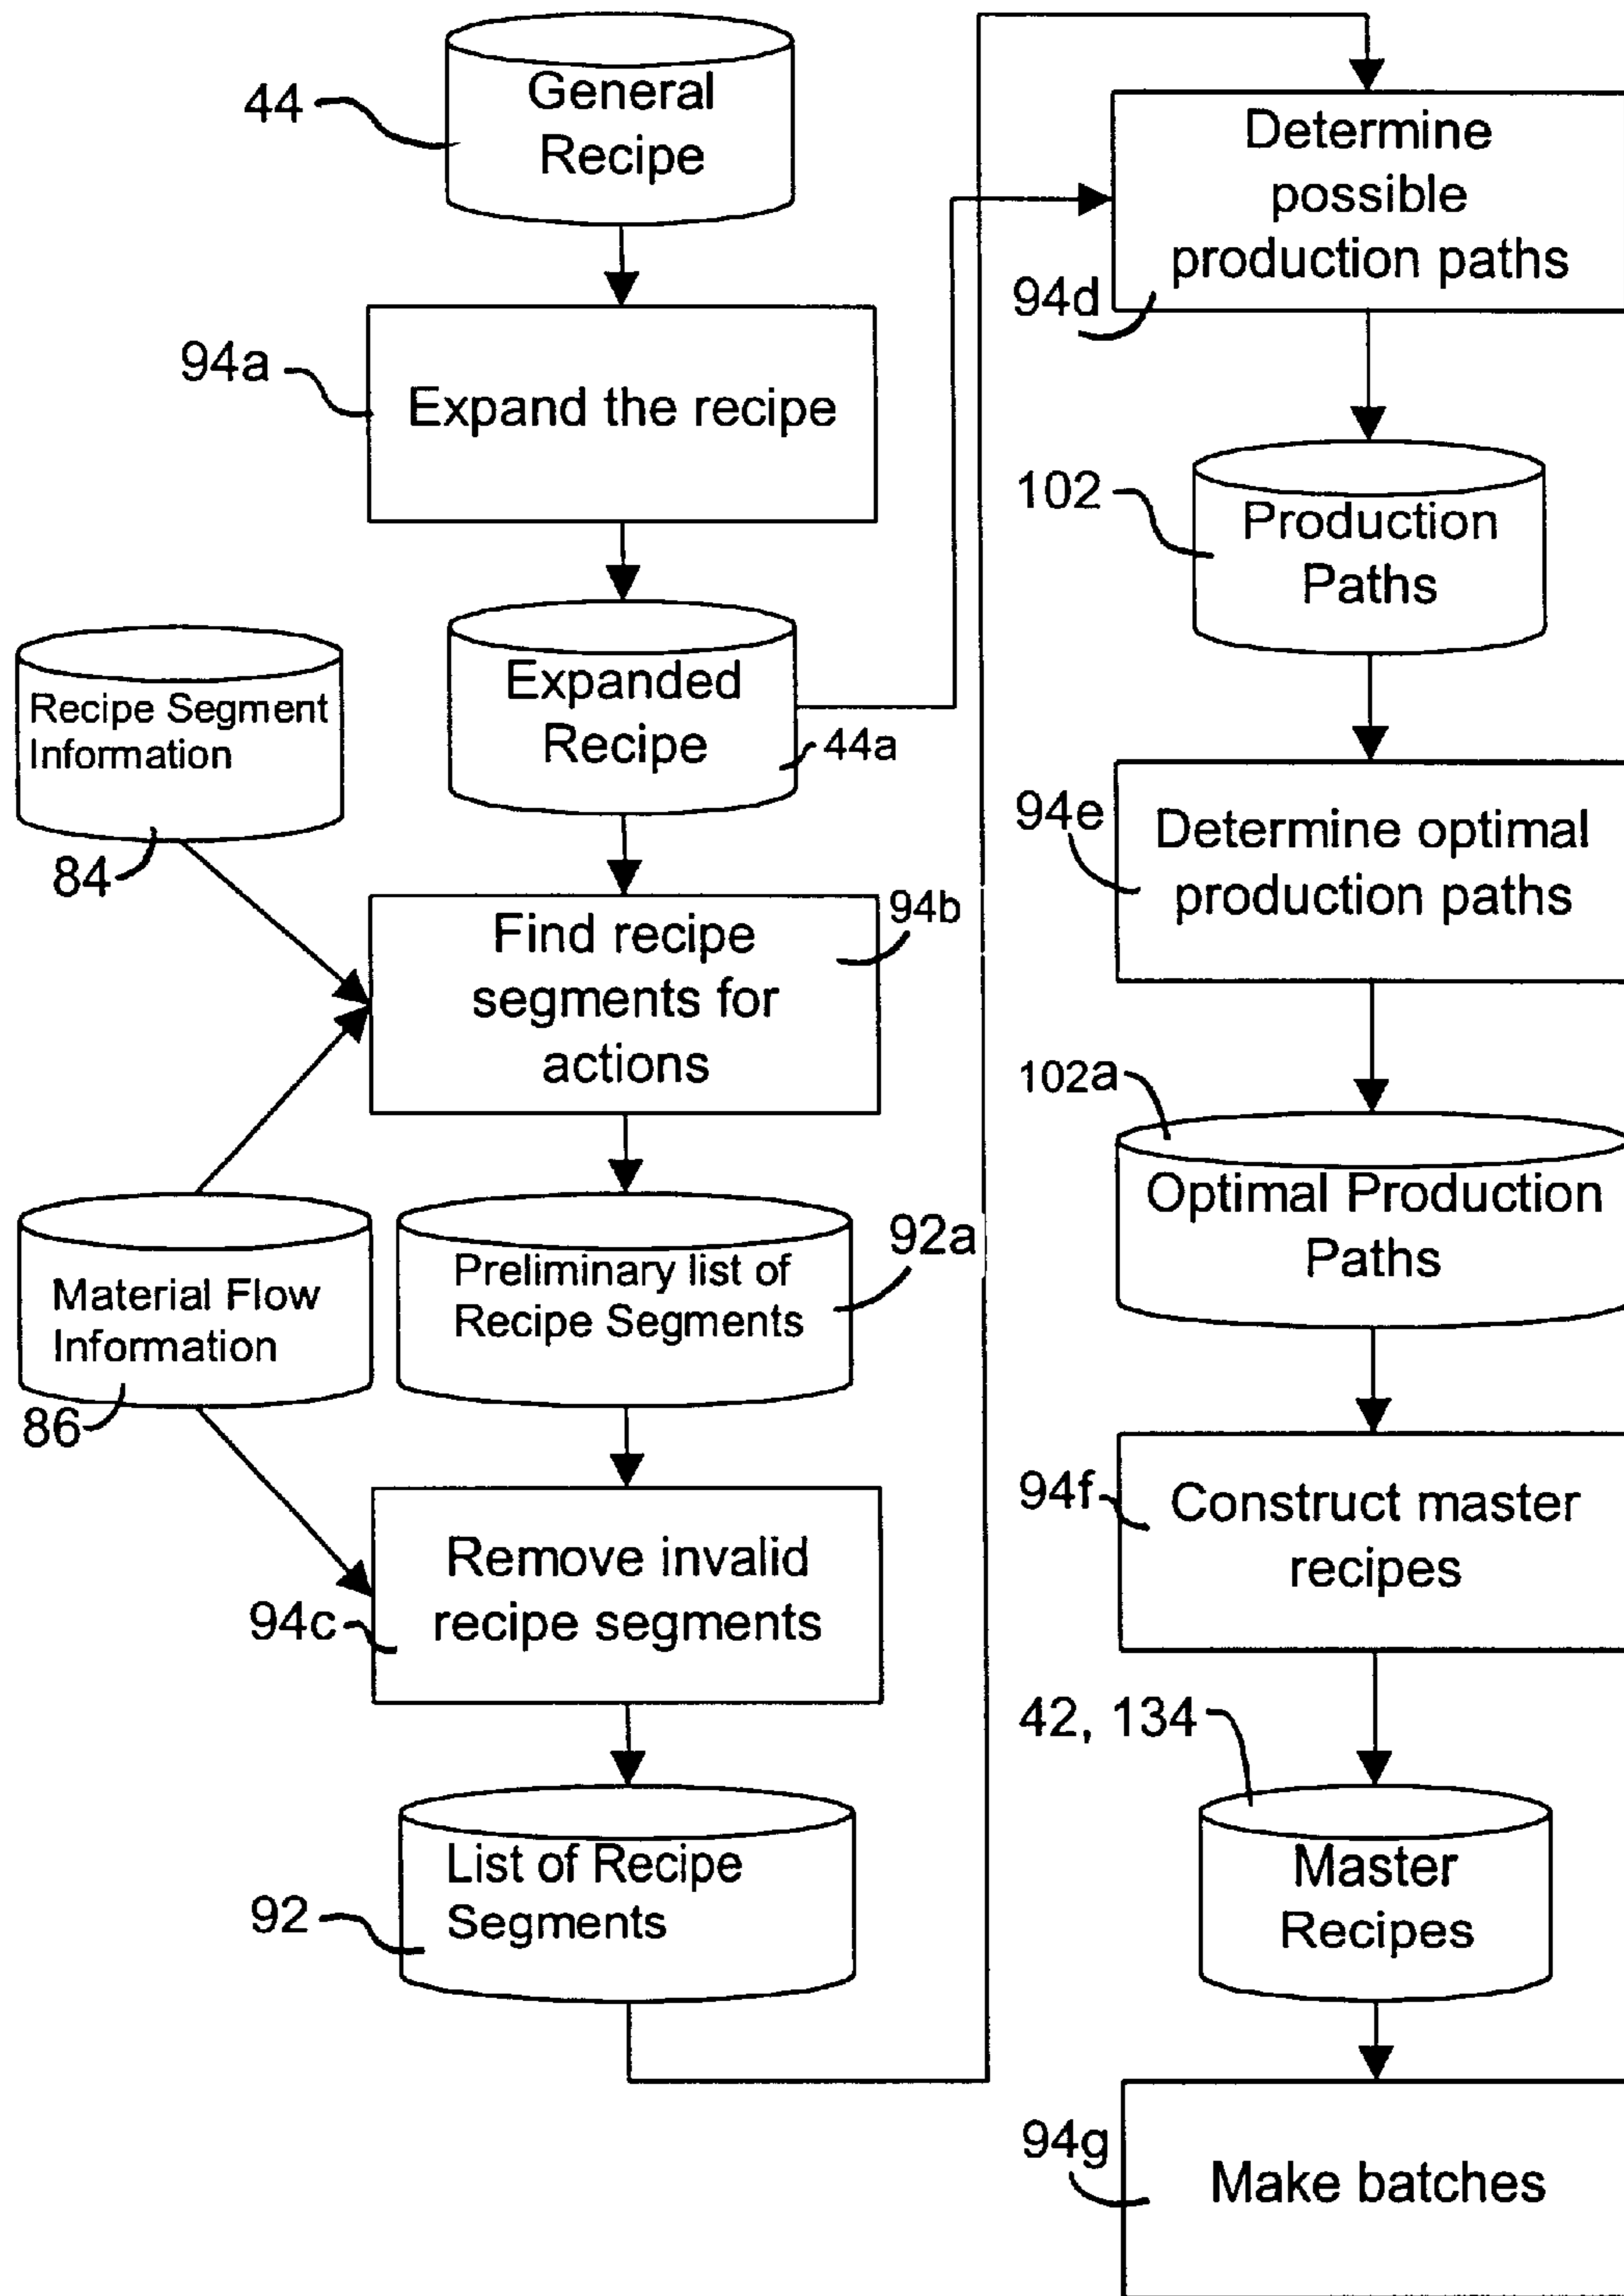 44
General
Recipe
94a
Expand the recipe
Expanded
Recipe
44a
Recipe Segment
Information
84
94b
Find recipe
segments for
actions
92a
Preliminary list of
Recipe Segments
Material Flow
Information
86
Remove invalid
recipe segments
94c
List of Recipe
Segments
92
Determine
possible
production paths
94d
102
Production
Paths
94e
Determine optimal
production paths
102a
Optimal Production
Paths
94f
Construct master
recipes
42, 134
Master
Recipes
94g
Make batches